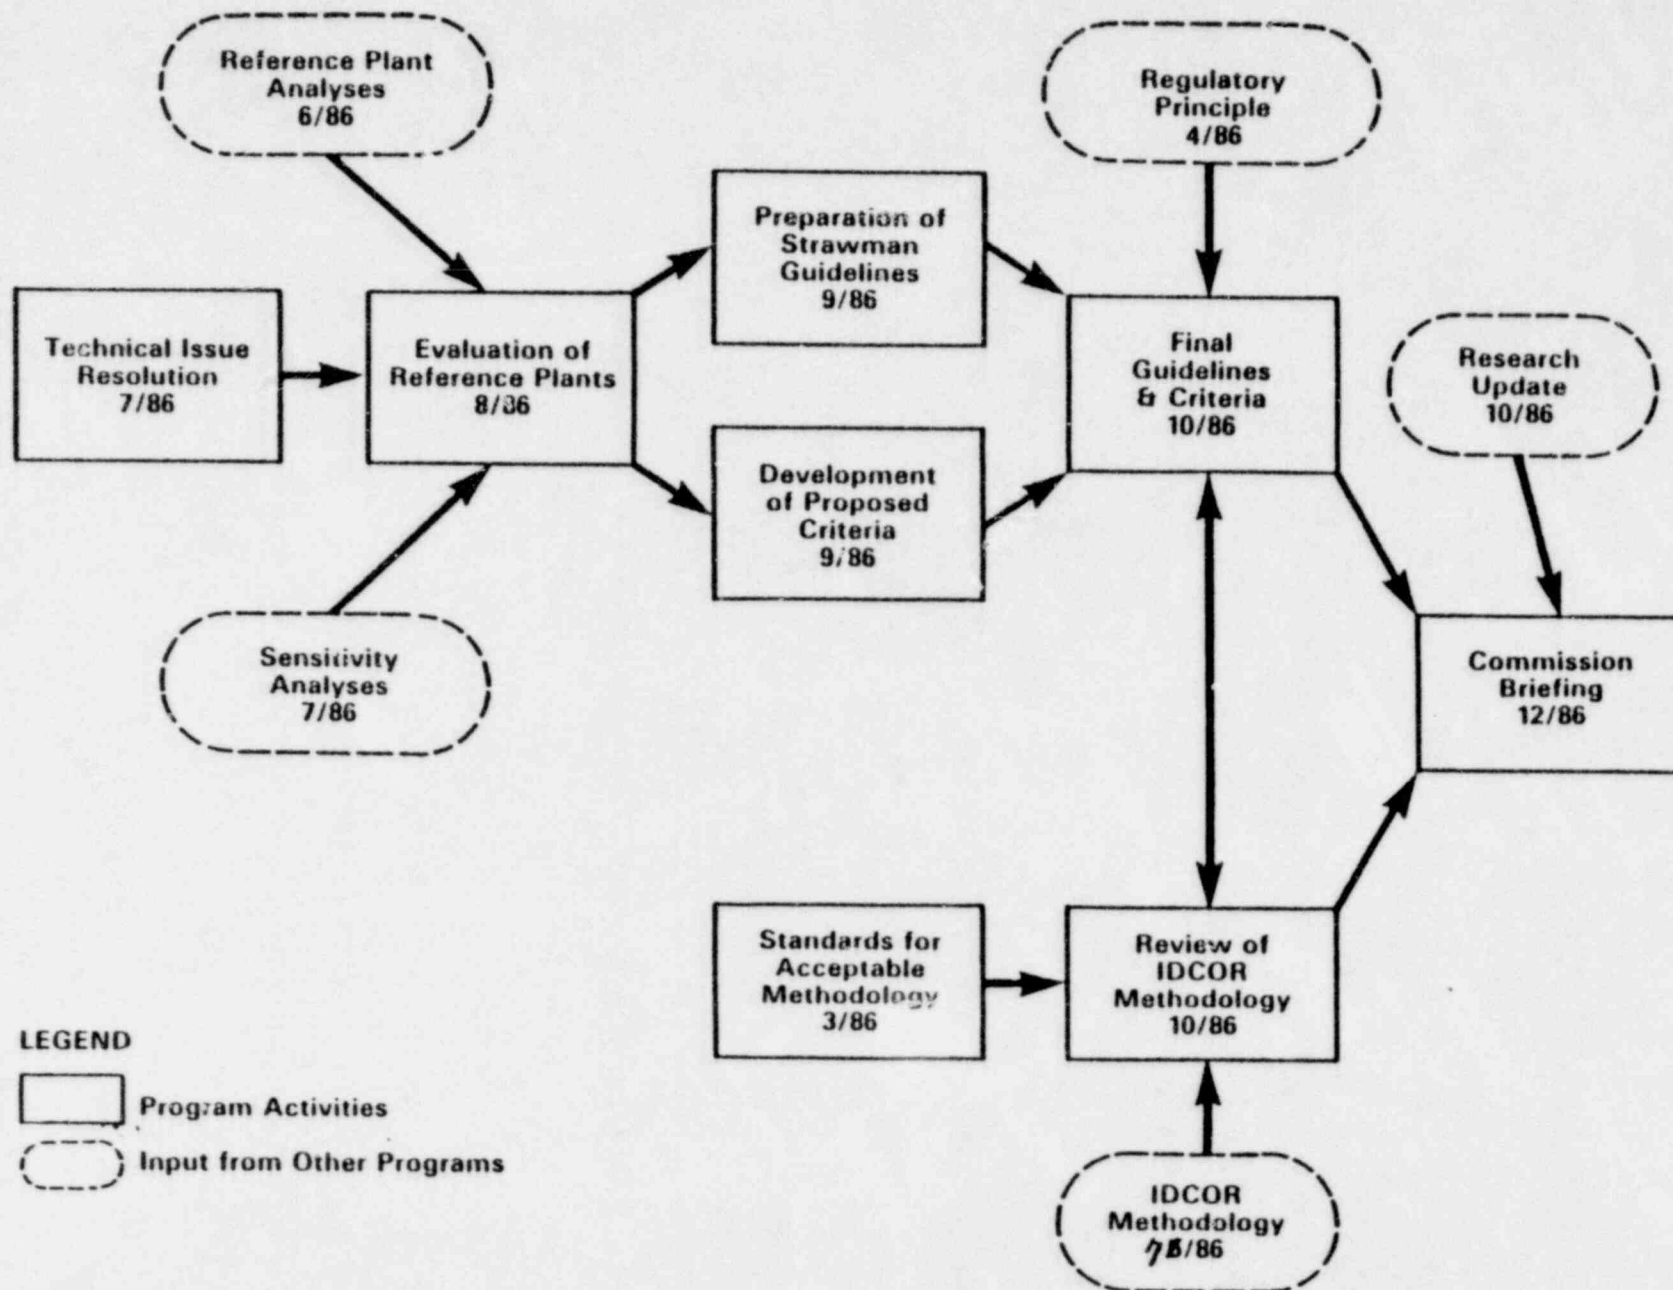 Reference Plant
Analyses
6/86
Regulatory
Principle
4/86
Preparation of
Strawman
Guidelines
9/86
Technical Issue
Resolution
7/86
Evaluation of
Reference Plants
8/86
Final
Guidelines
& Criteria
10/86
Research
Update
10/86
Development
of Proposed
Criteria
9/86
Sensitivity
Analyses
7/86
Commission
Briefing
12/86
Standards for
Acceptable
Methodology
3/86
Review of
IDCOR
Methodology
10/86
LEGEND
Program Activities
Input from Other Programs
IDCOR
Methodology
/86